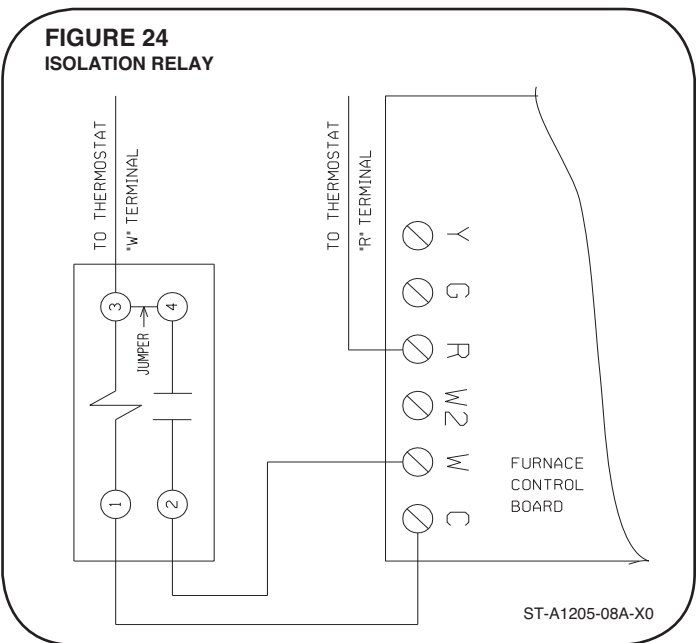 FIGURE 24
ISOLATION RELAY
TO THERMOSTAT
"W" TERMINAL
TO THERMOSTAT
"R" TERMINAL
3
4
JUMPER
1
2
Y
G
R
W2
W
C
FURNACE
CONTROL
BOARD
ST-A1205-08A-X0